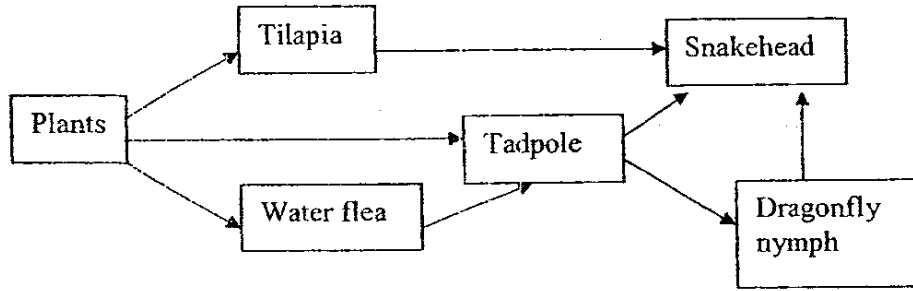 Tilapia
Snakehead
Plants
Tadpole
Water flea
Dragonfly
nymph